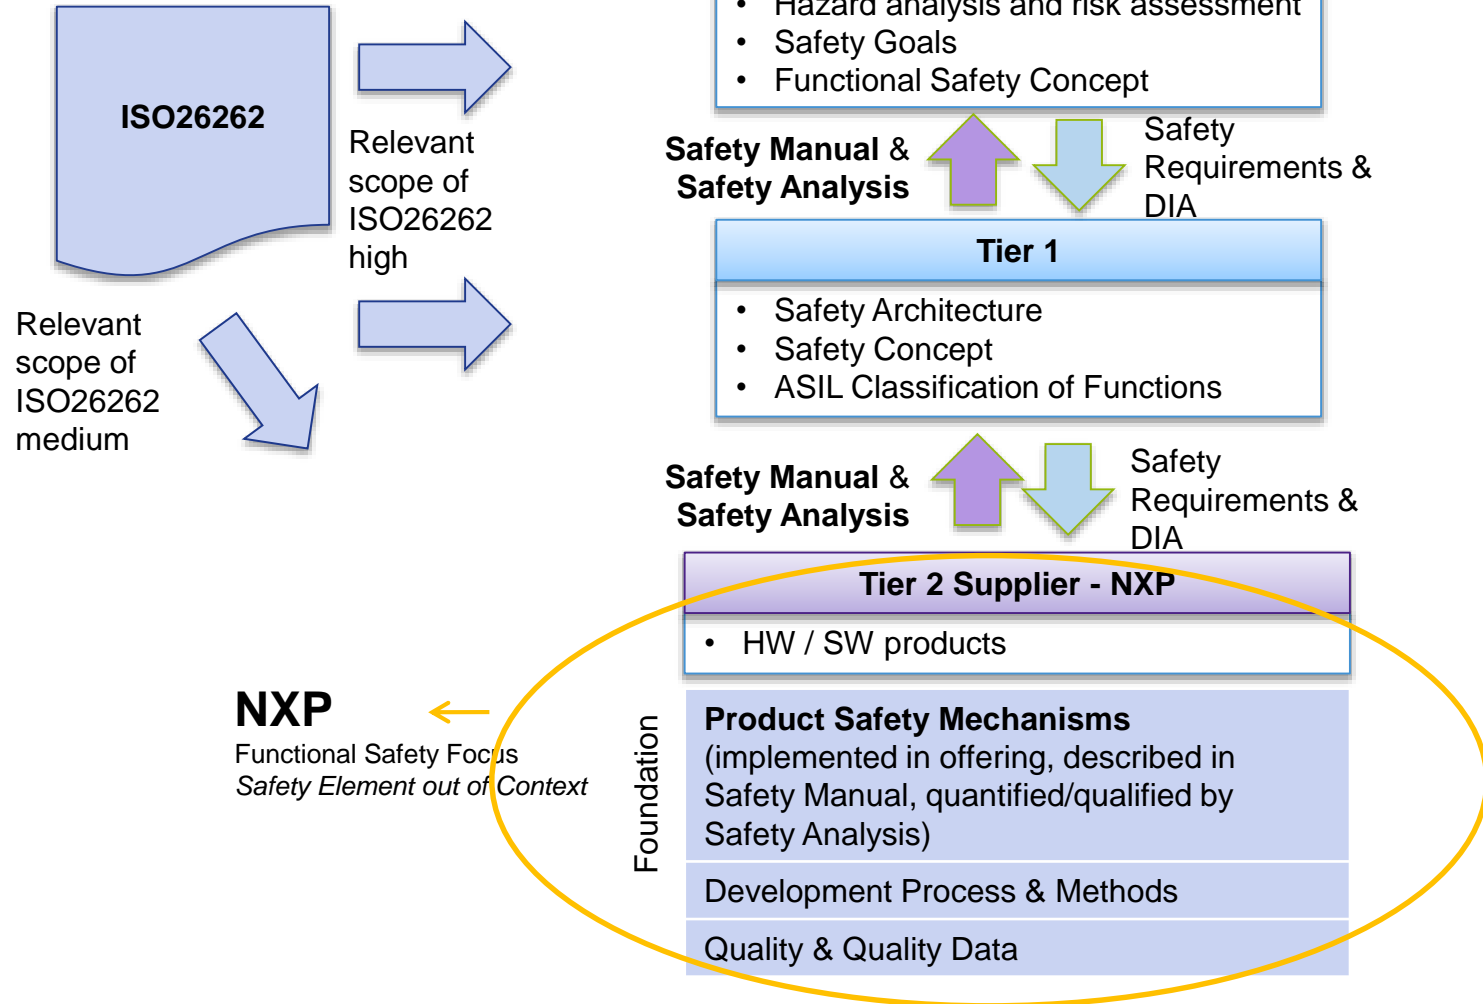 • Hazard analysis and risk assessment
• Safety Goals
• Functional Safety Concept
ISO26262
Relevant
scope of
ISO26262
high
Safety Manual &
Safety Analysis
Safety
Requirements &
DIA
Tier 1
• Safety Architecture
• Safety Concept
• ASIL Classification of Functions
Relevant
scope of
ISO26262
medium
Safety Manual &
Safety Analysis
Safety
Requirements &
DIA
Tier 2 Supplier - NXP
• HW / SW products
NXP
Functional Safety Focus
Safety Element out of Context
Foundation
Product Safety Mechanisms
(implemented in offering, described in
Safety Manual, quantified/qualified by
Safety Analysis)
Development Process & Methods
Quality & Quality Data